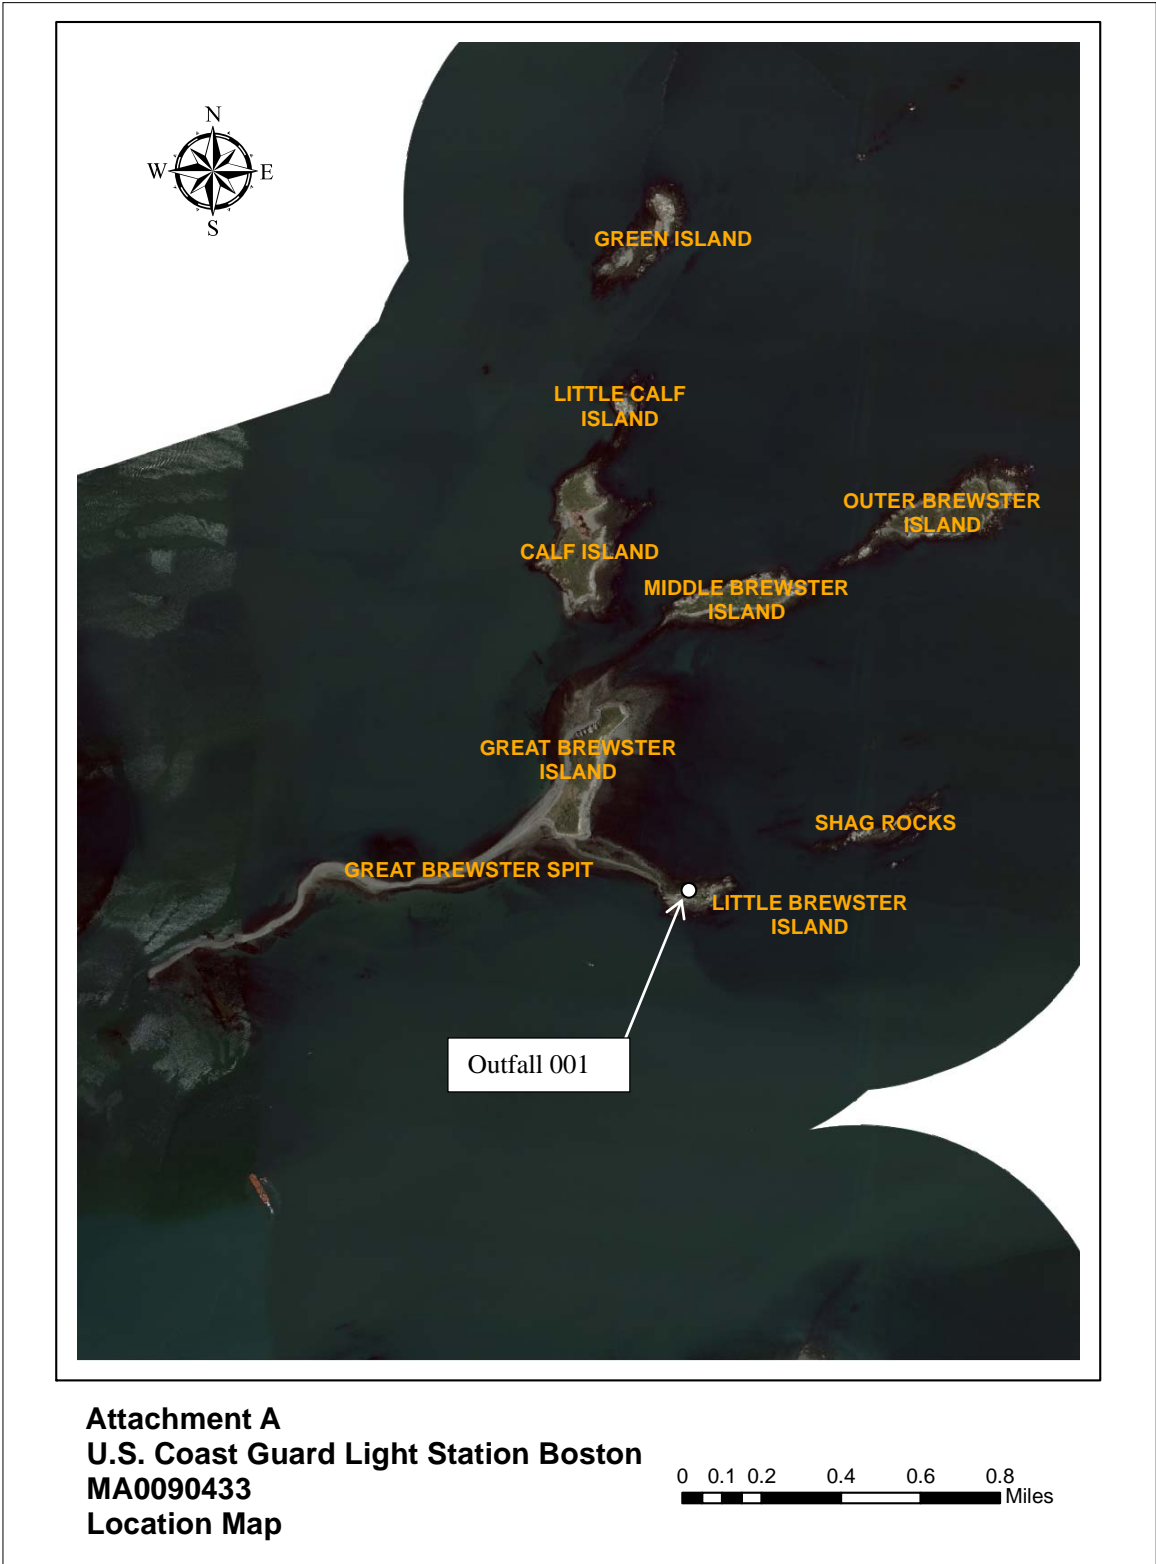 N
W E
S
GREEN ISLAND
LITTLE CALF
ISLAND
OUTER BREWSTER
ISLAND
CALF ISLAND
MIDDLE BREWSTER
ISLAND
GREAT BREWSTER
ISLAND
SHAG ROCKS
GREAT BREWSTER SPIT
LITTLE BREWSTER
ISLAND
Outfall 001
Attachment A
U.S. Coast Guard Light Station Boston
MA0090433
Location Map
0 0.1 0.2 0.4 0.6 0.8
Miles